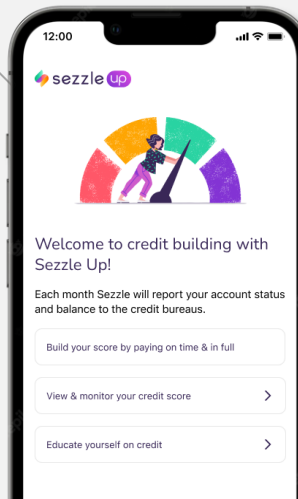 12:00
sezzle up
Welcome to credit building with
Sezzle Up!
Each month Sezzle will report your account status
and balance to the credit bureaus.
Build your score by paying on time & in full
View & monitor your credit score
Educate yourself on credit